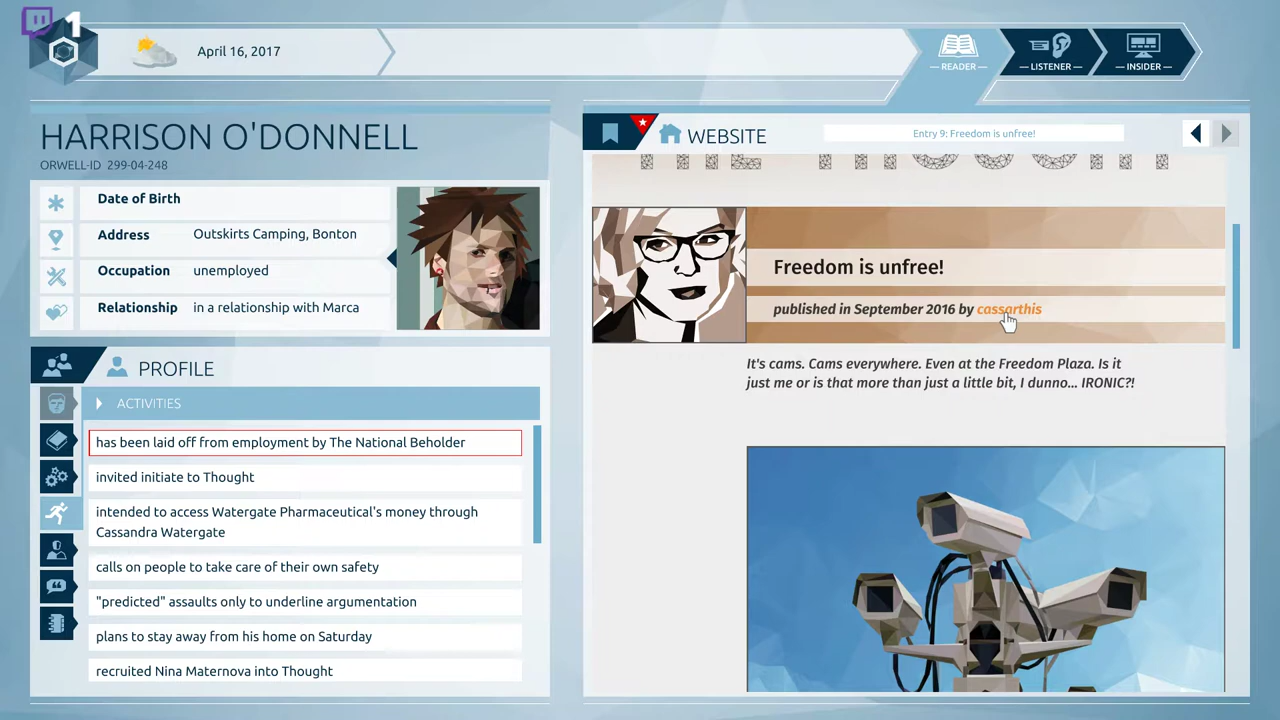 1
April 16, 2017
READER
LISTENER
INSIDER
HARRISON O'DONNELL
ORWELL-ID 299-04-248
Date of Birth
Address Outskirts Camping, Bonton
Occupation unemployed
Relationship in a relationship with Marca
PROFILE
ACTIVITIES
has been laid off from employment by The National Beholder
invited initiate to Thought
intended to access Watergate Pharmaceutical's money through
Cassandra Watergate
calls on people to take care of their own safety
"predicted" assaults only to underline argumentation
plans to stay away from his home on Saturday
recruited Nina Maternova into Thought
WEBSITE
Entry 9: Freedom is unfree!
Freedom is unfree!
published in September 2016 by cassarthis
It's cams. Cams everywhere. Even at the Freedom Plaza. Is it
just me or is that more than just a little bit, I dunno... IRONIC?!